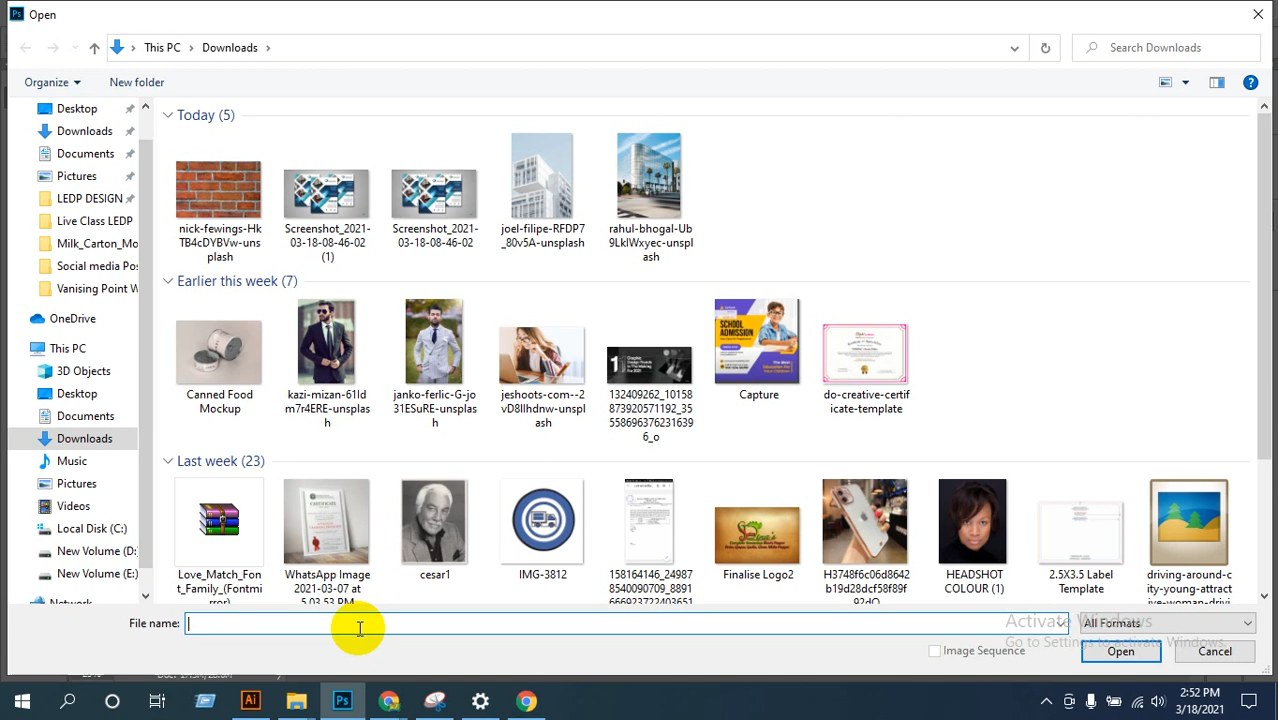 Open
This PC > Downloads >
Search Downloads
Organize
New folder
Desktop
Downloads
Documents
Pictures
LEDP DESIGN
Live Class LEDP
Milk_Carton_Mo
Social media Pos
Vanising Point W
OneDrive
This PC
3D Objects
Desktop
Documents
Downloads
Music
Pictures
Videos
Local Disk (C:)
New Volume (D:
New Volume (E:)
Network
Today (5)
nick-fewings-Hk
TB4cDYBVw-uns
plash
Screenshot_2021-
03-18-08-46-02
(1)
Screenshot_2021-
03-18-08-46-02
joel-filipe-RFDP7
_80v5A-unsplash
rahul-bhogal-Ub
9LklWxyec-unspl
ash
Earlier this week (7)
Canned Food
Mockup
kazi-mizan-61ld
m7r4ERE-unsplas
h
janko-ferlic-G-jo
31ESuRE-unsplas
h
jeshoots-com--2
vD8lIhdnw-unspl
ash
132409262_10158
873920571192_35
558696376231639
6_o
SCHOOL
ADMISSION
Capture
do-creative-certif
icate-template
Last week (23)
Love_Match_Fon
t_Family_(Fontmi
rror)
WhatsApp Image
2021-03-07 at
5.03.53 PM
cesar1
IMG-3812
158164146_24987
8540090709_8891
666923722403651
Finalise Logo2
H3748f6c06d8642
b19d28dcf58f89f
92dO
HEADSHOT
COLOUR (1)
2.5X3.5 Label
Template
driving-around-c
ity-young-attract
ive-woman-drivi
File name:
All Formats
Activate Windows
Go to Settings to activate Windows.
Image Sequence
Open
Cancel
Ai
Ps
2:52 PM
3/18/2021